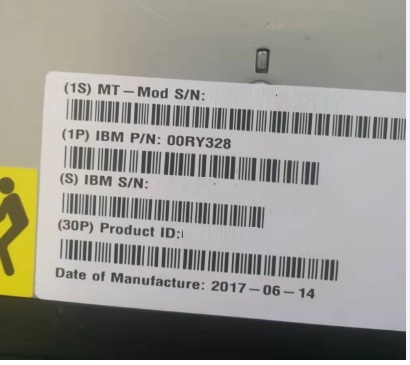 (1S) MT – Mod S/N:
(1P) IBM P/N: 00RY328
(S) IBM S/N:
(30P) Product ID:
Date of Manufacture: 2017 – 06 – 14